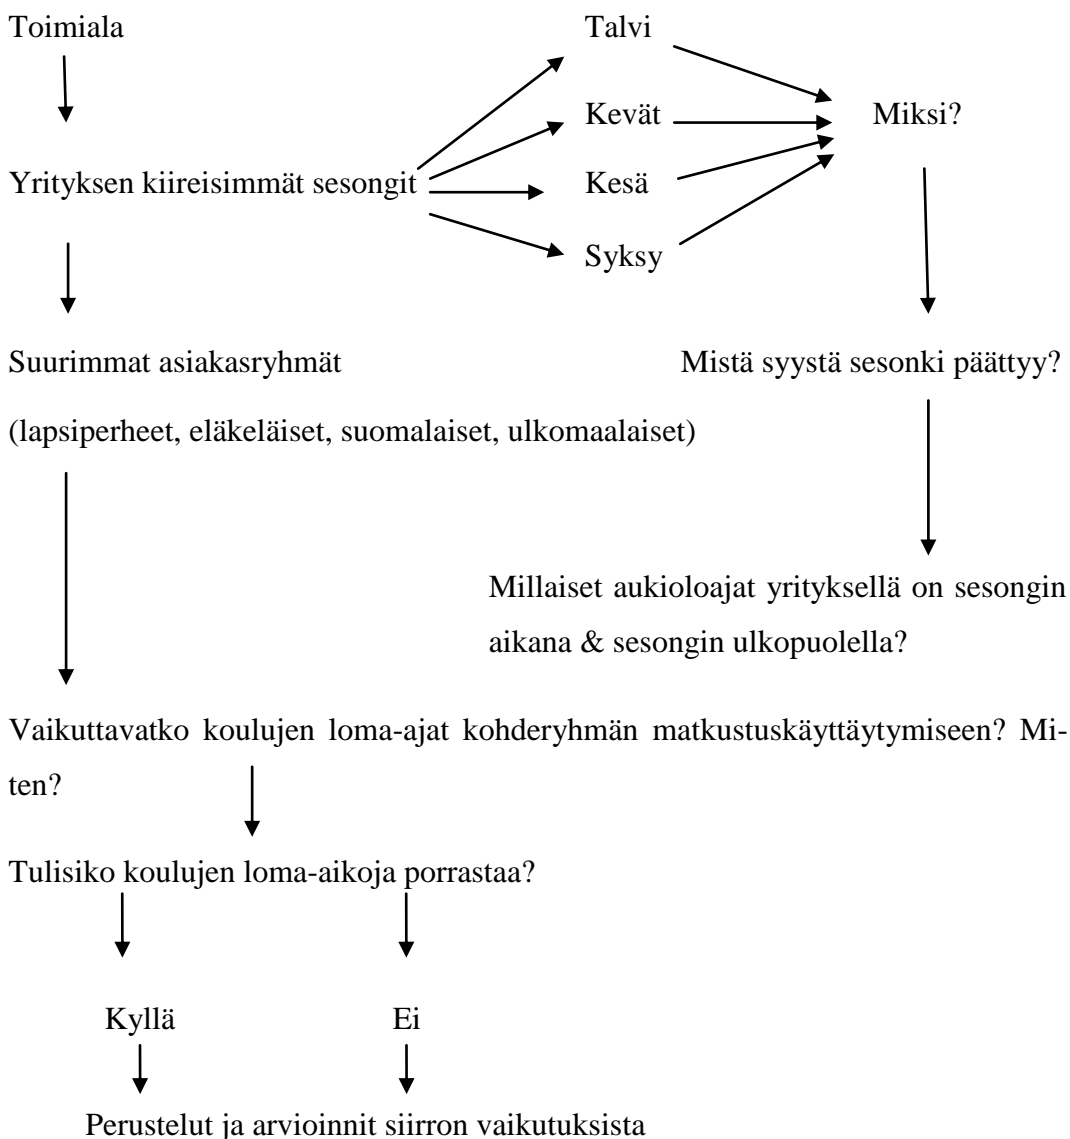 Toimiala
Talvi
Kevät
Miksi?
Yrityksen kiireisimmät sesongit
Kesä
Syksy
Suurimmat asiakasryhmät
Mistä syystä sesonki päättyy?
(lapsiperheet, eläkeläiset, suomalaiset, ulkomaalaiset)
Millaiset aukioloajat yrityksellä on sesongin
aikana & sesongin ulkopuolella?
Vaikuttavatko koulujen loma-ajat kohderyhmän matkustuskäyttäytymiseen? Mi-
ten?
Tulisiko koulujen loma-aikoja porrastaa?
Kyllä
Ei
Perustelut ja arvioinnit siirron vaikutuksista